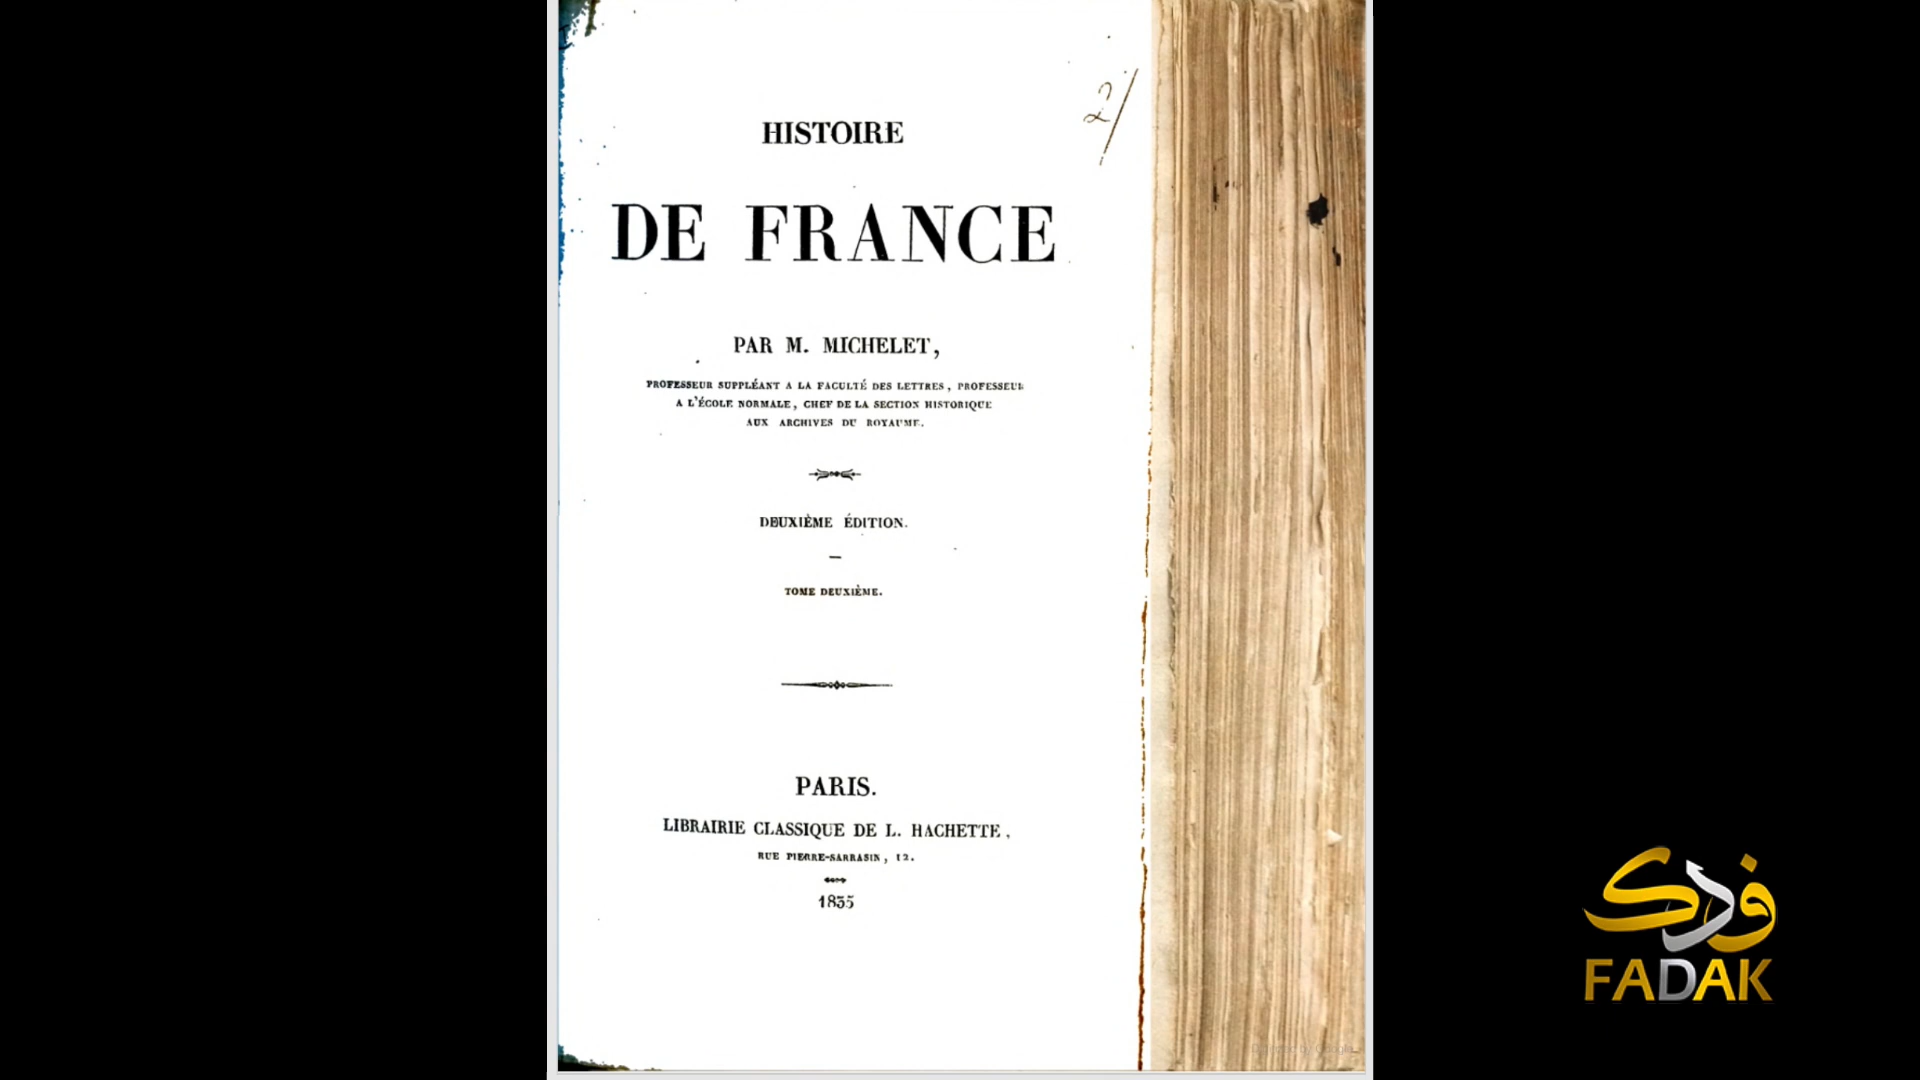 2/
HISTOIRE
DE FRANCE
PAR M. MICHELET,
PROFESSEUR SUPPLÉANT A LA FACULTÉ DES LETTRES, PROFESSEUR
A L'ÉCOLE NORMALE, CHEF DE LA SECTION HISTORIQUE
AUX ARCHIVES DU ROYAUME.
DEUXIÈME ÉDITION.
TOME DEUXIÈME.
PARIS.
LIBRAIRIE CLASSIQUE DE L. HACHETTE,
RUE PIERRE-SARRASIN, 12.
1835
فدك
FADAK